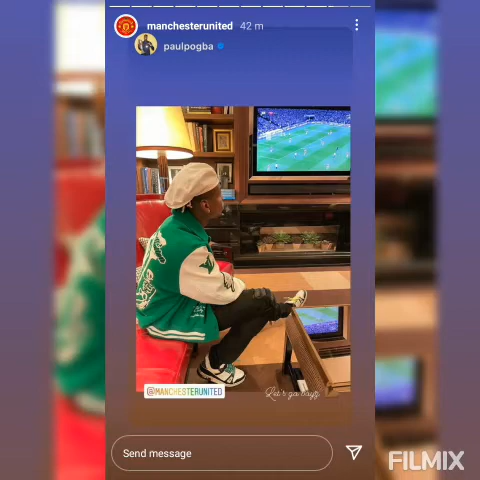 manchesterunited 42 m
paulpogba
@MANCHESTERUNITED
Let's go boys,
Send message
FILMIX